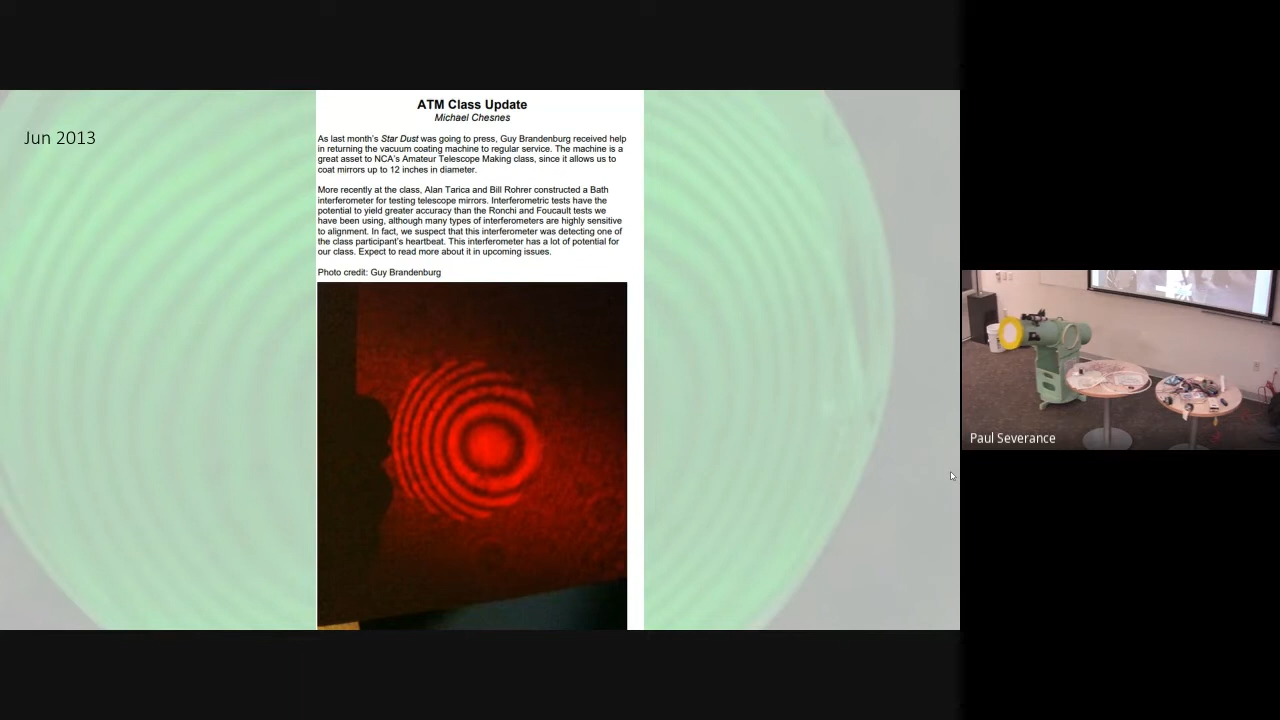 Jun 2013
ATM Class Update
Michael Chesnes
As last month's Star Dust was going to press, Guy Brandenburg received help
in returning the vacuum coating machine to regular service. The machine is a
great asset to NCA's Amateur Telescope Making class, since it allows us to
coat mirrors up to 12 inches in diameter.
More recently at the class, Alan Tarica and Bill Rohrer constructed a Bath
interferometer for testing telescope mirrors. Interferometric tests have the
potential to yield greater accuracy than the Ronchi and Foucault tests we
have been using, although many types of interferometers are highly sensitive
to alignment. In fact, we suspect that this interferometer was detecting one of
the class participant's heartbeat. This interferometer has a lot of potential for
our class. Expect to read more about it in upcoming issues.
Photo credit: Guy Brandenburg
Paul Severance